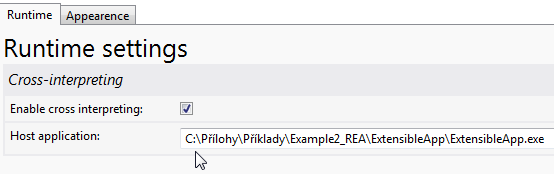 Runtime Appearence
Runtime settings
Cross-interpreting
Enable cross interpreting:
Host application: C:\Přílohy\Příklady\Example2_REA\ExtensibleApp\ExtensibleApp.exe